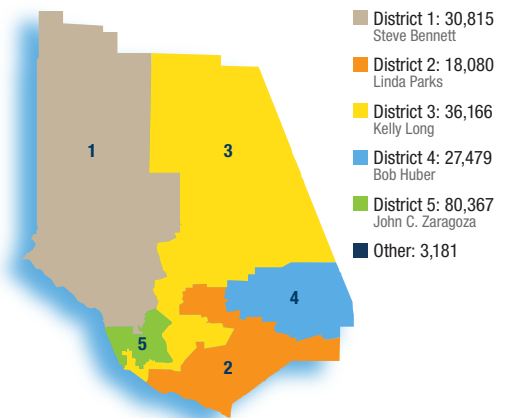 District 1: 30,815
Steve Bennett
District 2: 18,080
Linda Parks
District 3: 36,166
Kelly Long
District 4: 27,479
Bob Huber
District 5: 80,367
John C. Zaragoza
Other: 3,181
1
3
4
5
2